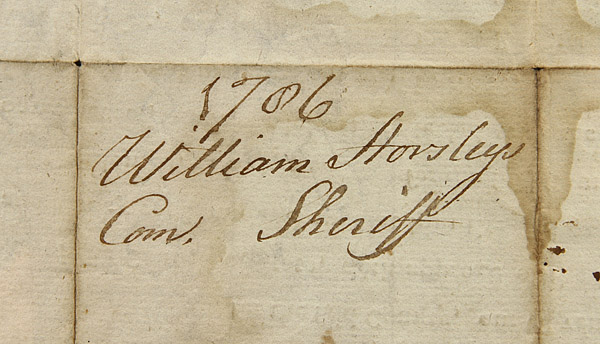 1786
William Horsleys
Com. Sheriff